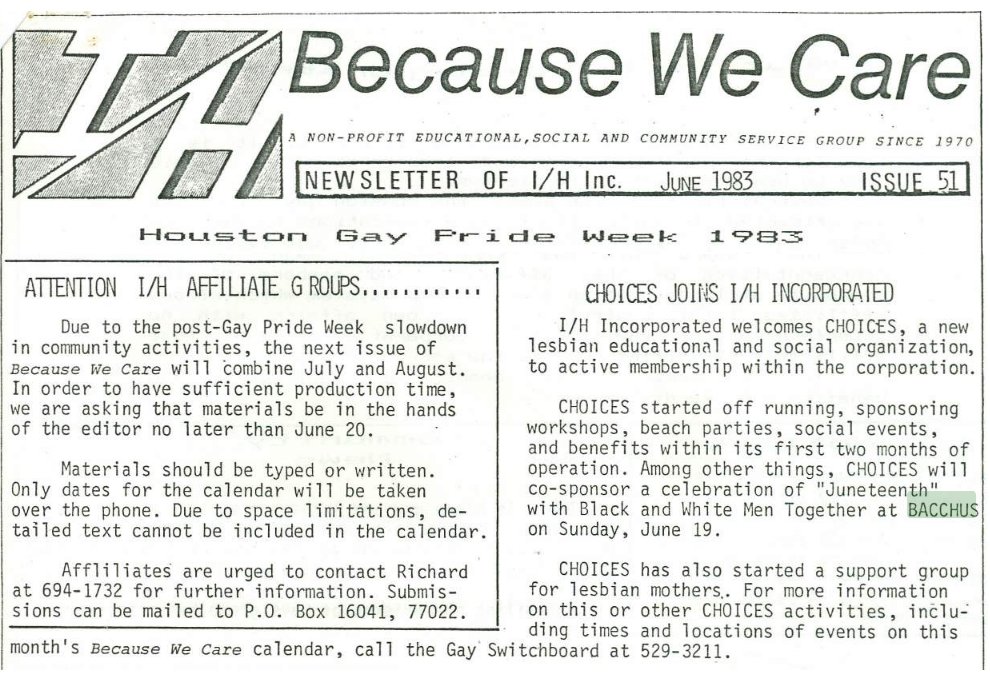 I/H
Because We Care
A NON-PROFIT EDUCATIONAL,SOCIAL AND COMMUNITY SERVICE GROUP SINCE 1970
NEWSLETTER OF I/H Inc. JUNE 1983 ISSUE 51
Houston Gay Pride Week 1983
ATTENTION I/H AFFILIATE GROUPS............
Due to the post-Gay Pride Week slowdown
in community activities, the next issue of
Because We Care will combine July and August.
In order to have sufficient production time,
we are asking that materials be in the hands
of the editor no later than June 20.
Materials should be typed or written.
Only dates for the calendar will be taken
over the phone. Due to space limitations, de-
tailed text cannot be included in the calendar.
Affliliates are urged to contact Richard
at 694-1732 for further information. Submis-
sions can be mailed to P.O. Box 16041, 77022.
CHOICES JOINS I/H INCORPORATED
I/H Incorporated welcomes CHOICES, a new
lesbian educational and social organization,
to active membership within the corporation.
CHOICES started off running, sponsoring
workshops, beach parties, social events,
and benefits within its first two months of
operation. Among other things, CHOICES will
co-sponsor a celebration of "Juneteenth"
with Black and White Men Together at BACCHUS
on Sunday, June 19.
CHOICES has also started a support group
for lesbian mothers. For more information
on this or other CHOICES activities, inclu-
ding times and locations of events on this
month's Because We Care calendar, call the Gay Switchboard at 529-3211.